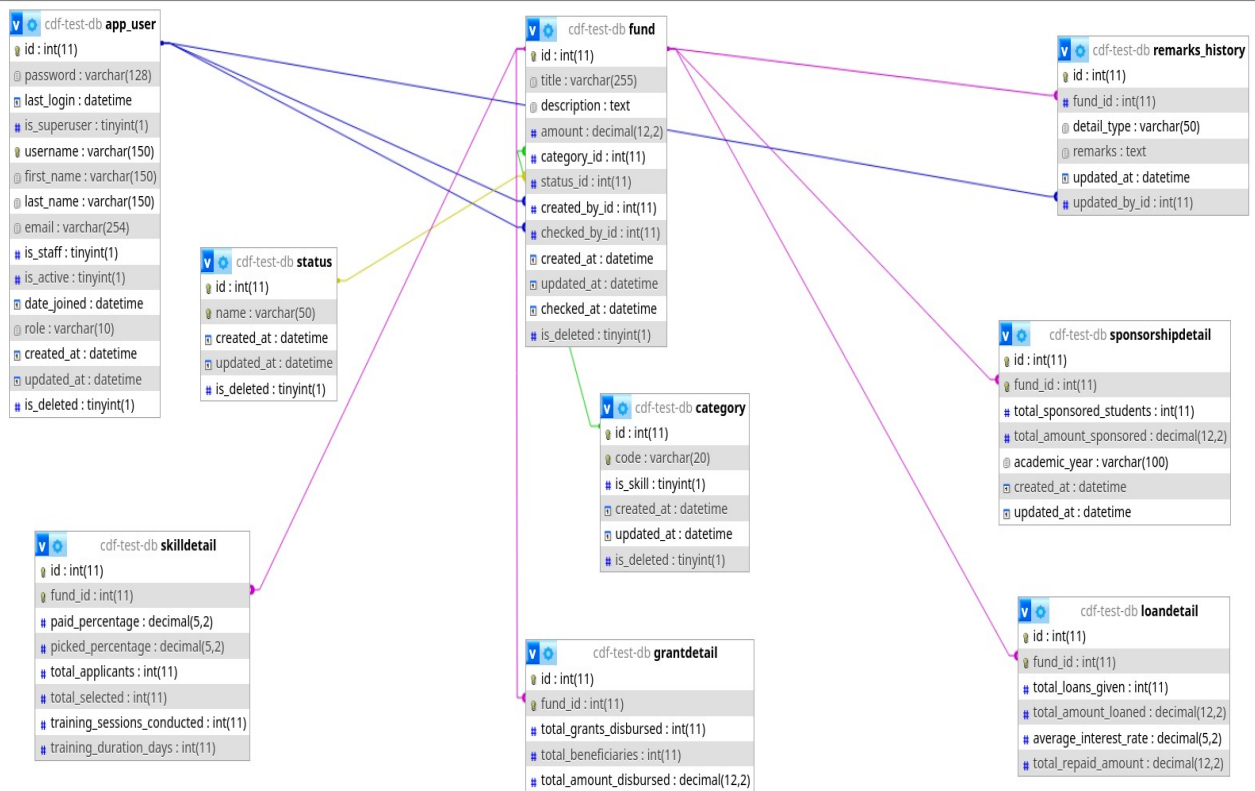 cdf-test-db app_user
id : int(11)
password : varchar(128)
last_login : datetime
is_superuser : tinyint(1)
username : varchar(150)
first_name : varchar(150)
last_name : varchar(150)
email : varchar(254)
is_staff : tinyint(1)
is_active : tinyint(1)
date_joined : datetime
role : varchar(10)
created_at : datetime
updated_at : datetime
is_deleted : tinyint(1)
cdf-test-db status
id : int(11)
name : varchar(50)
created_at : datetime
updated_at : datetime
is_deleted : tinyint(1)
cdf-test-db fund
id : int(11)
title : varchar(255)
description : text
amount : decimal(12,2)
category_id : int(11)
status_id : int(11)
created_by_id : int(11)
checked_by_id : int(11)
created_at : datetime
updated_at : datetime
checked_at : datetime
is_deleted : tinyint(1)
cdf-test-db remarks_history
id : int(11)
fund_id : int(11)
detail_type : varchar(50)
remarks : text
updated_at : datetime
updated_by_id : int(11)
cdf-test-db sponsorshipdetail
id : int(11)
fund_id : int(11)
total_sponsored_students : int(11)
total_amount_sponsored : decimal(12,2)
academic_year : varchar(100)
created_at : datetime
updated_at : datetime
cdf-test-db category
id : int(11)
code : varchar(20)
is_skill : tinyint(1)
created_at : datetime
updated_at : datetime
is_deleted : tinyint(1)
cdf-test-db skilldetail
id : int(11)
fund_id : int(11)
paid_percentage : decimal(5,2)
picked_percentage : decimal(5,2)
total_applicants : int(11)
total_selected : int(11)
training_sessions_conducted : int(11)
training_duration_days : int(11)
cdf-test-db grantdetail
id : int(11)
fund_id : int(11)
total_grants_disbursed : int(11)
total_beneficiaries : int(11)
total_amount_disbursed : decimal(12,2)
cdf-test-db loandetail
id : int(11)
fund_id : int(11)
total_loans_given : int(11)
total_amount_loaned : decimal(12,2)
average_interest_rate : decimal(5,2)
total_repaid_amount : decimal(12,2)